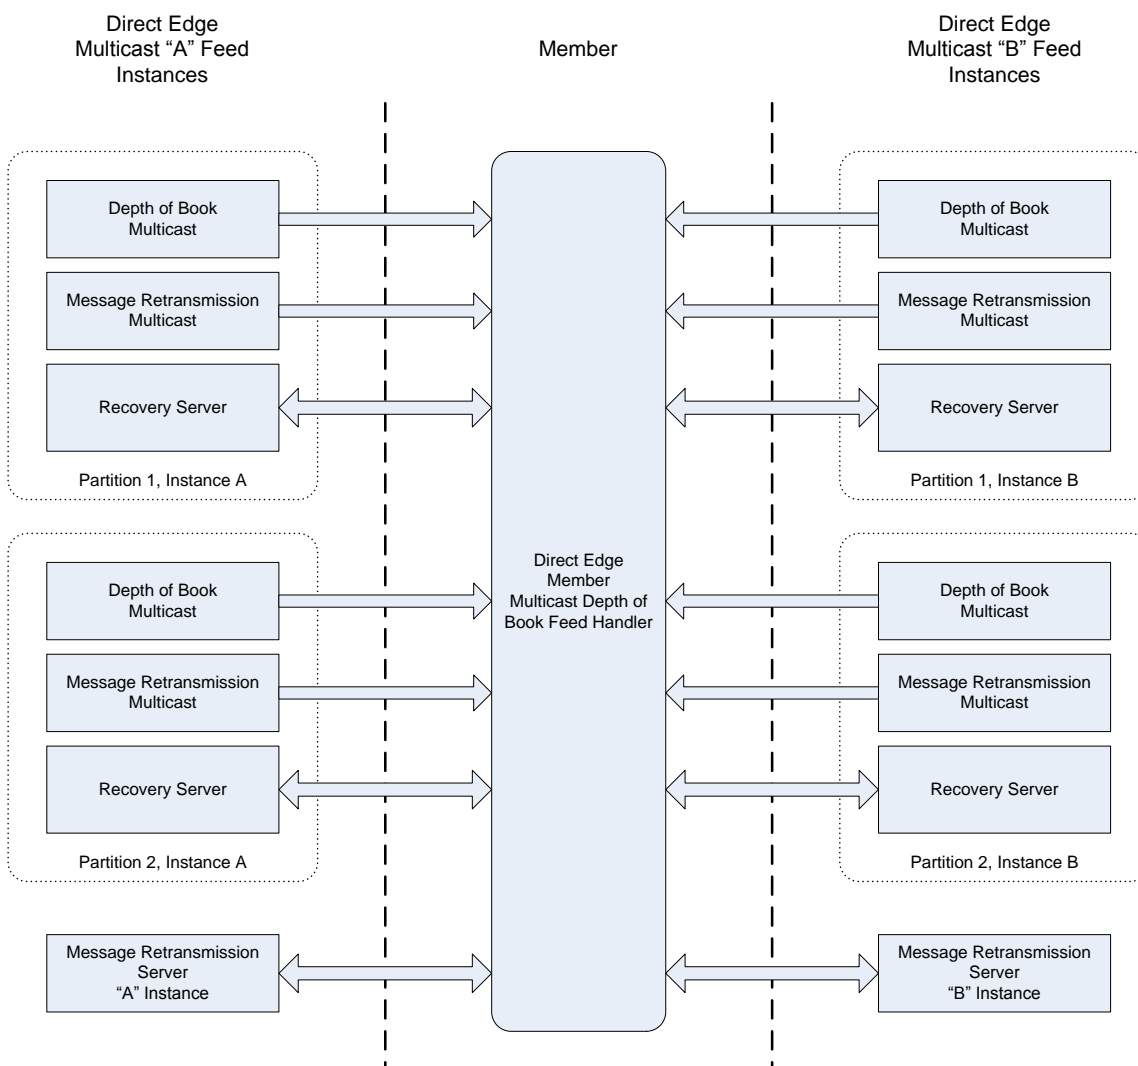 Direct Edge
Multicast “A” Feed
Instances
Member
Direct Edge
Multicast “B” Feed
Instances
Depth of Book
Multicast
Message Retransmission
Multicast
Recovery Server
Partition 1, Instance A
Depth of Book
Multicast
Message Retransmission
Multicast
Recovery Server
Partition 2, Instance A
Message Retransmission
Server
“A” Instance
Direct Edge
Member
Multicast Depth of
Book Feed Handler
Depth of Book
Multicast
Message Retransmission
Multicast
Recovery Server
Partition 1, Instance B
Depth of Book
Multicast
Message Retransmission
Multicast
Recovery Server
Partition 2, Instance B
Message Retransmission
Server
“B” Instance